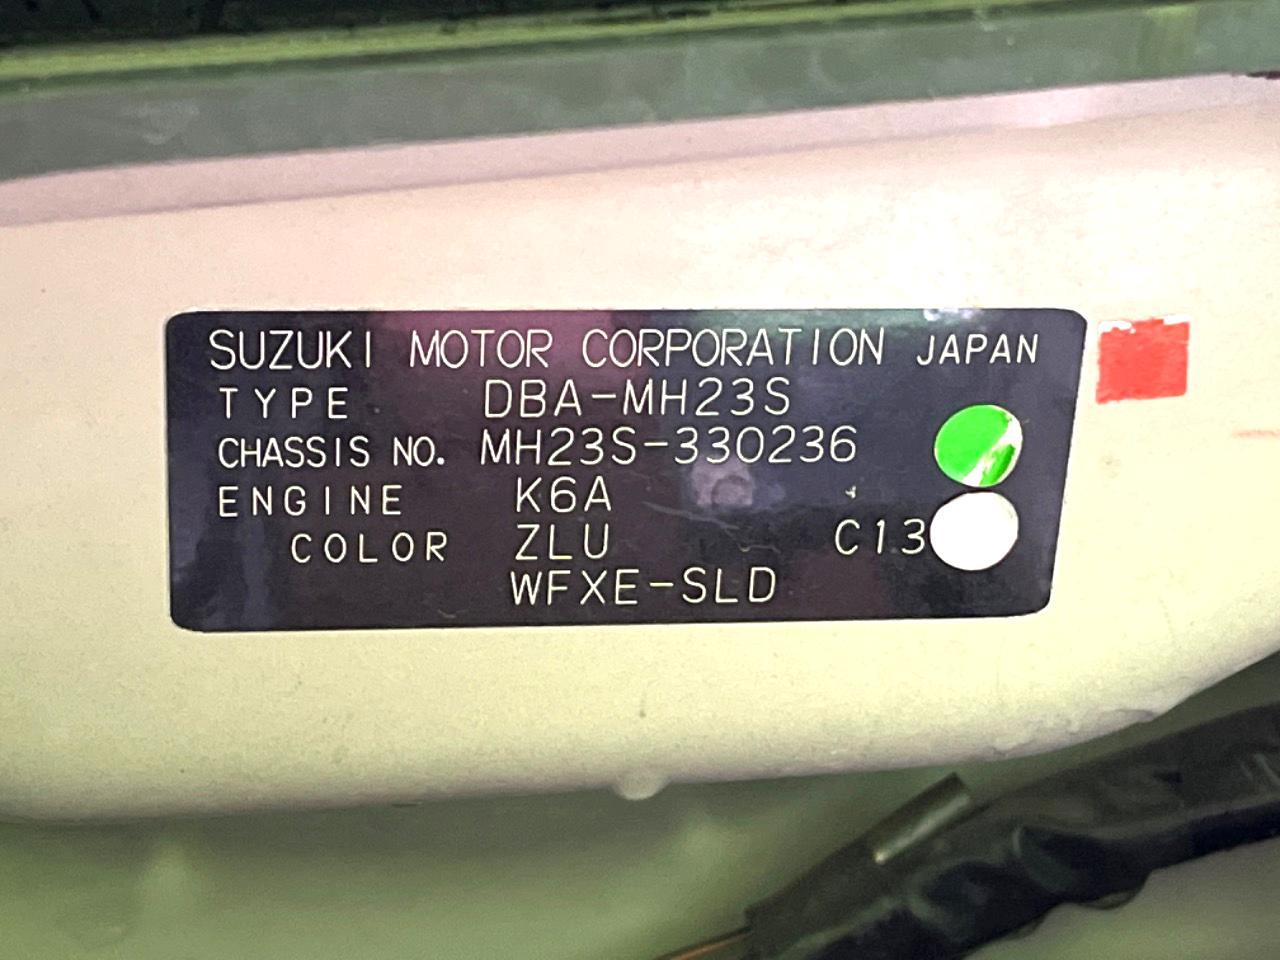 SUZUKI MOTOR CORPORATION JAPAN
TYPE DBA-MH23S
CHASSIS NO. MH23S-330236
ENGINE K6A
COLOR ZLU C13
WFXE-SLD